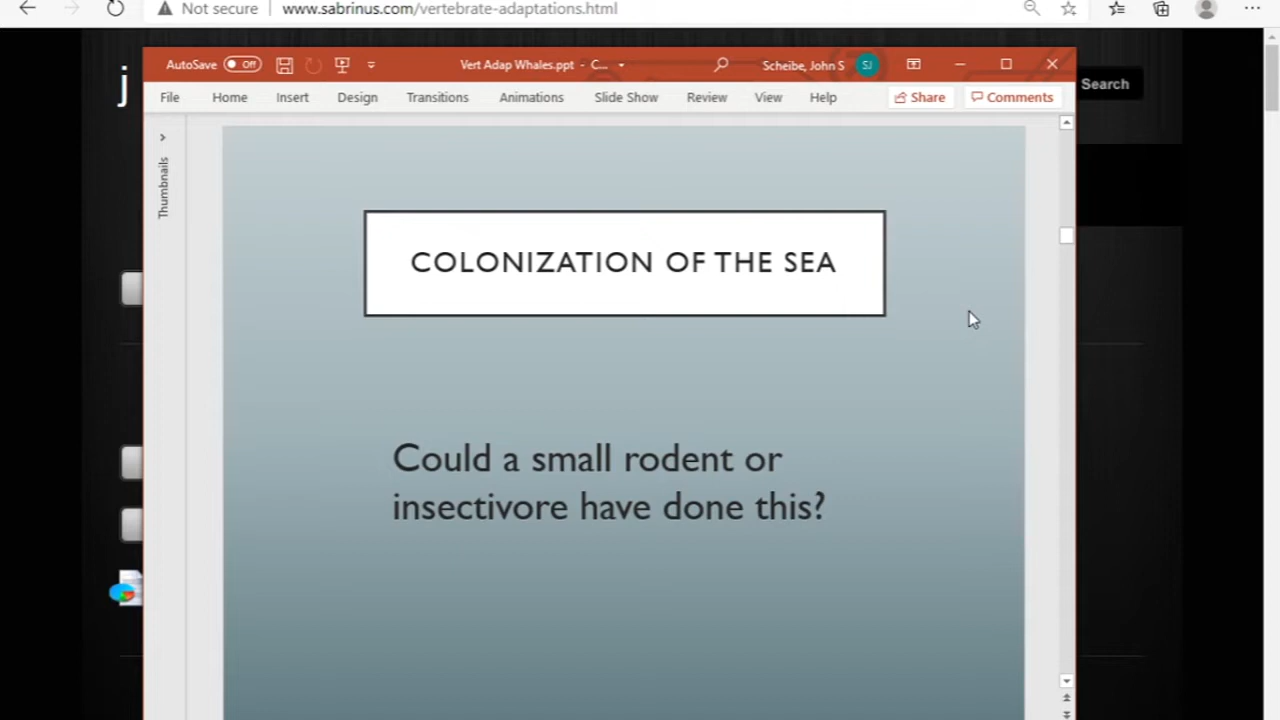 Not secure
www.sabrinus.com/vertebrate-adaptations.html
j
Search
AutoSave
Off
Vert Adap Whales.ppt - C...
Scheibe, John S
SJ
File
Home
Insert
Design
Transitions
Animations
Slide Show
Review
View
Help
Share
Comments
Thumbnails
COLONIZATION OF THE SEA
Could a small rodent or
insectivore have done this?